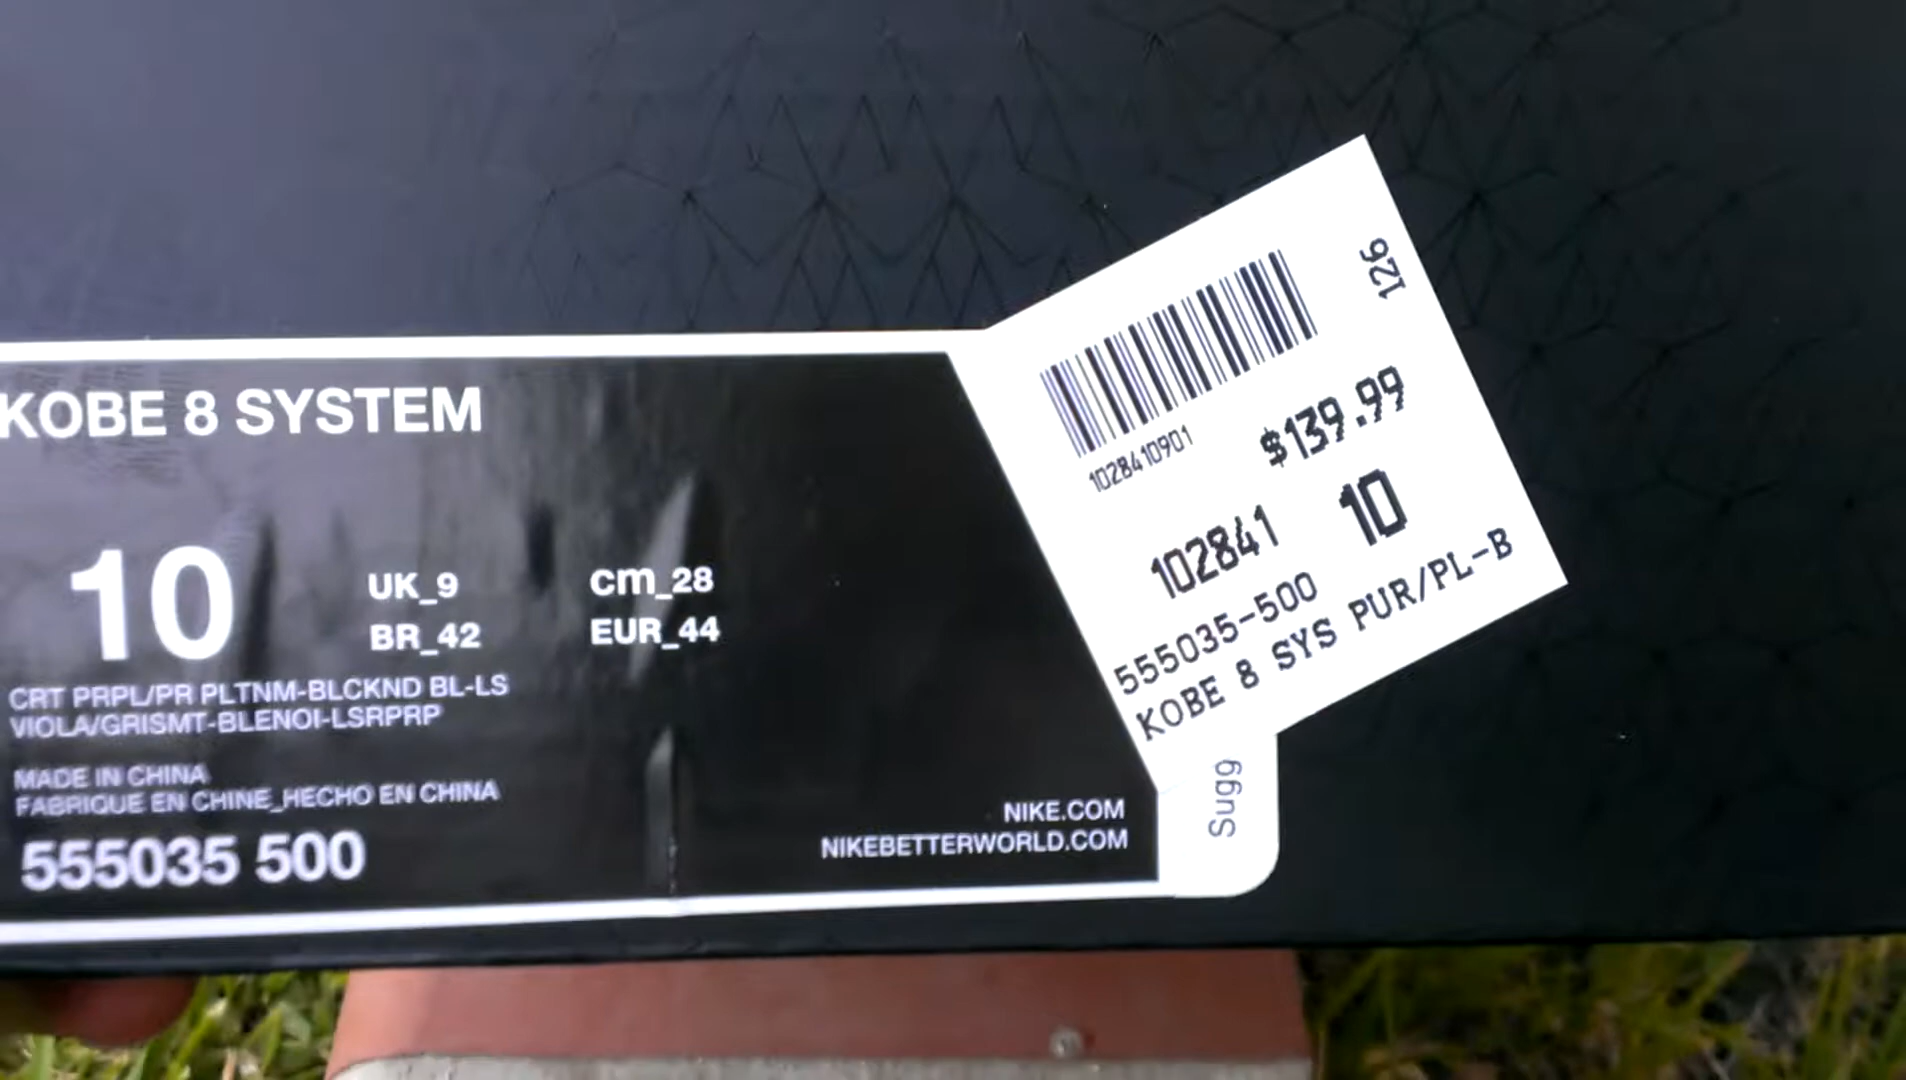 KOBE 8 SYSTEM
10
UK_9
cm_28
BR_42
EUR_44
CRT PRPL/PR PLTNM-BLCKND BL-LS
VIOLA/GRISMT-BLENOI-LSRPRP
MADE IN CHINA
FABRIQUE EN CHINE_HECHO EN CHINA
555035 500
NIKE.COM
NIKEBETTERWORLD.COM
126
1028410901
$139.99
102841
10
555035-500
KOBE 8 SYS PUR/PL-B
Sugg